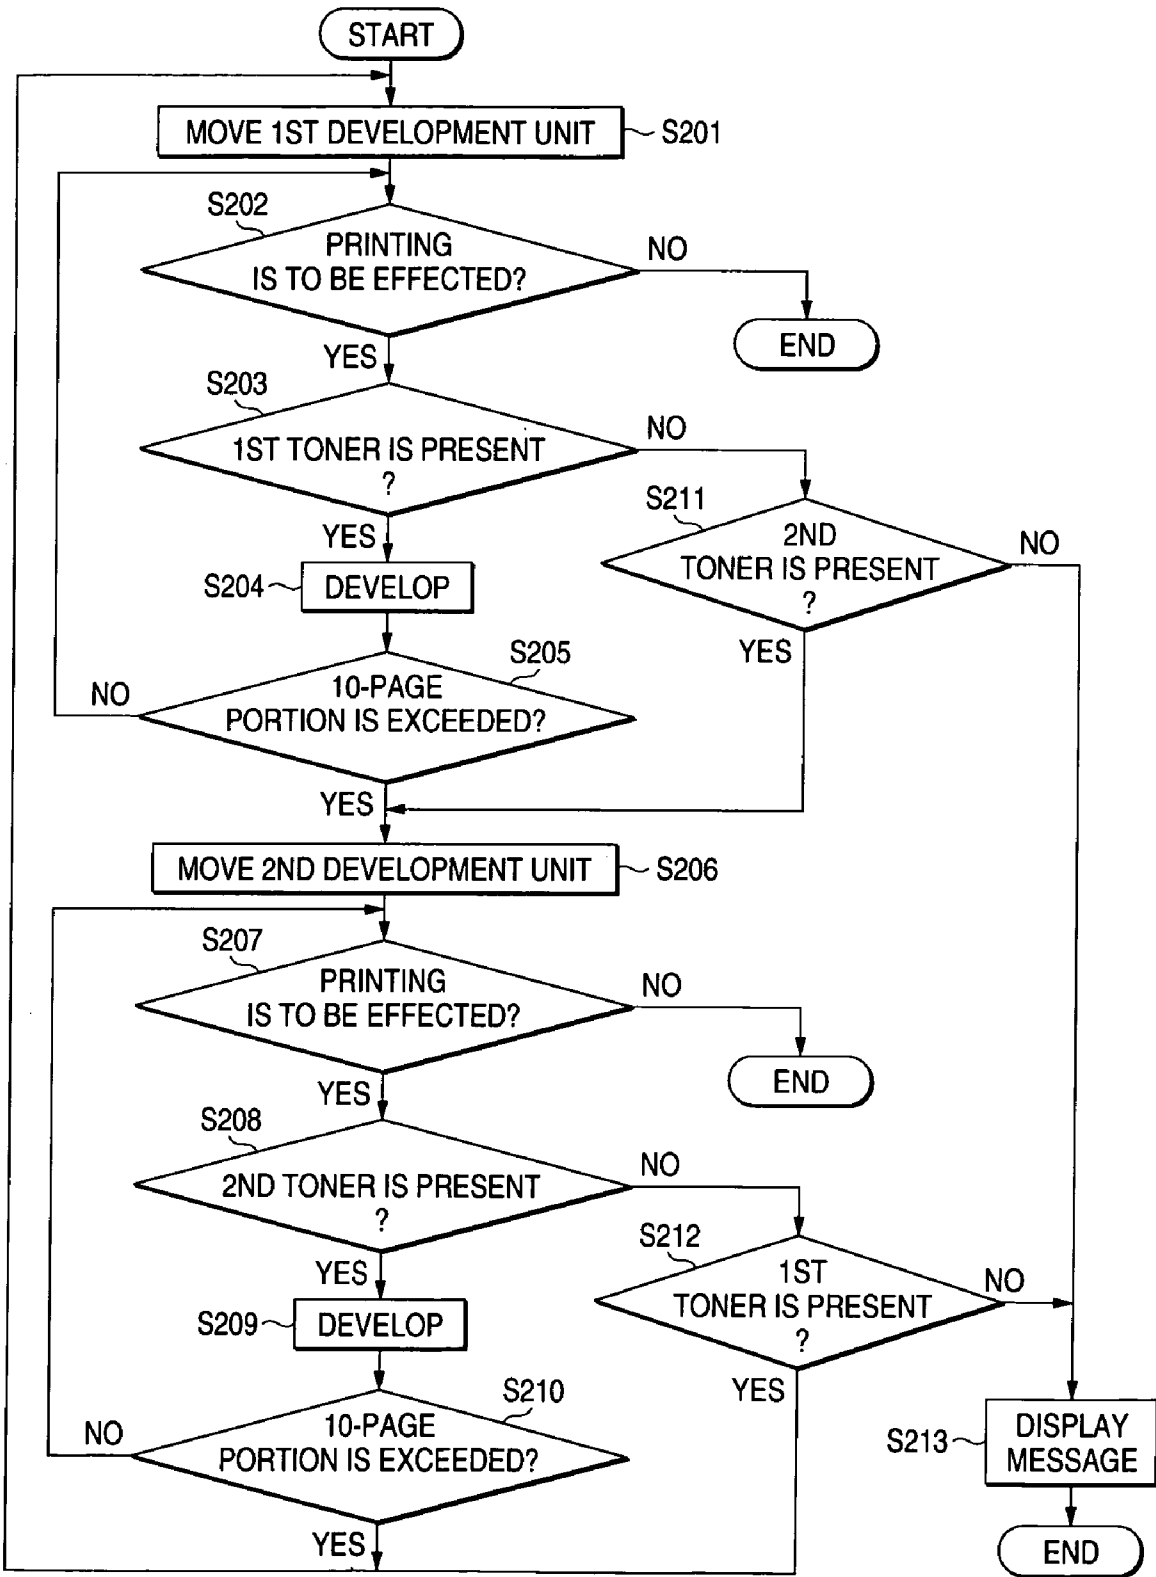 START
MOVE 1ST DEVELOPMENT UNIT
S201
S202
PRINTING
IS TO BE EFFECTED?
NO
END
YES
S203
1ST TONER IS PRESENT
?
NO
YES
S211
2ND
TONER IS PRESENT
?
NO
YES
S204
DEVELOP
S205
10-PAGE
PORTION IS EXCEEDED?
NO
YES
MOVE 2ND DEVELOPMENT UNIT
S206
S207
PRINTING
IS TO BE EFFECTED?
NO
END
YES
S208
2ND TONER IS PRESENT
?
NO
YES
S212
1ST
TONER IS PRESENT
?
NO
YES
S209
DEVELOP
S210
10-PAGE
PORTION IS EXCEEDED?
NO
YES
S213
DISPLAY
MESSAGE
END